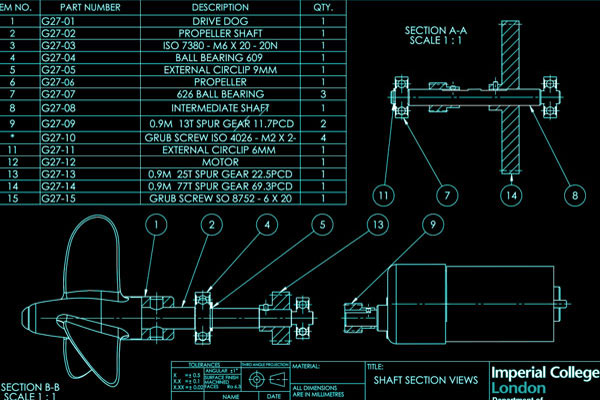 EM NO. PART NUMBER DESCRIPTION QTY.
1 G27-01 DRIVE DOG 1
2 G27-02 PROPELLER SHAFT 1
3 G27-03 ISO 7380 - M6 X 20 - 20N 1
4 G27-04 BALL BEARING 609 1
5 G27-05 EXTERNAL CIRCLIP 9MM 1
6 G27-06 PROPELLER 1
7 G27-07 626 BALL BEARING 3
8 G27-08 INTERMEDIATE SHAFT 1
9 G27-09 0.9M 13T SPUR GEAR 11.7PCD 2
* G27-10 GRUB SCREW ISO 4026 - M2 X 2- 4
11 G27-11 EXTERNAL CIRCLIP 6MM 1
12 G27-12 MOTOR 1
13 G27-13 0.9M 25T SPUR GEAR 22.5PCD 1
14 G27-14 0.9M 77T SPUR GEAR 69.3PCD 1
15 G27-15 GRUB SCREW SO 8752 - 6 X 20 1
SECTION A-A
SCALE 1 : 1
11 7 14 8
1 2 4 5 13 9
SECTION B-B
SCALE 1 : 1
TOLERANCES
X =± 0.5
X.X =± 0.1
X.XX =± 0.02
ANGULAR ±1°
SURFACE FINISH
MACHINED
FACES Ra 6.3
THIRD ANGLE PROJECTION
NAME DATE
MATERIAL:
ALL DIMENSIONS
ARE IN MILLIMETRES
TITLE:
SHAFT SECTION VIEWS
Imperial College
London
Department of